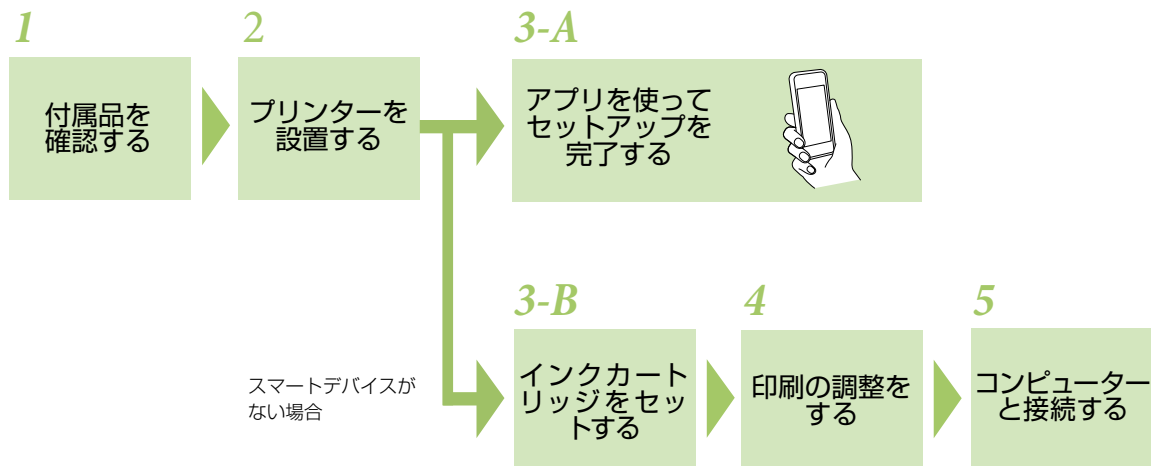 1
付属品を
確認する
2
プリンターを
設置する
3-A
アプリを使って
セットアップを
完了する
スマートデバイスが
ない場合
3-B
インクカート
リッジをセッ
トする
4
印刷の調整を
する
5
コンピューター
と接続する